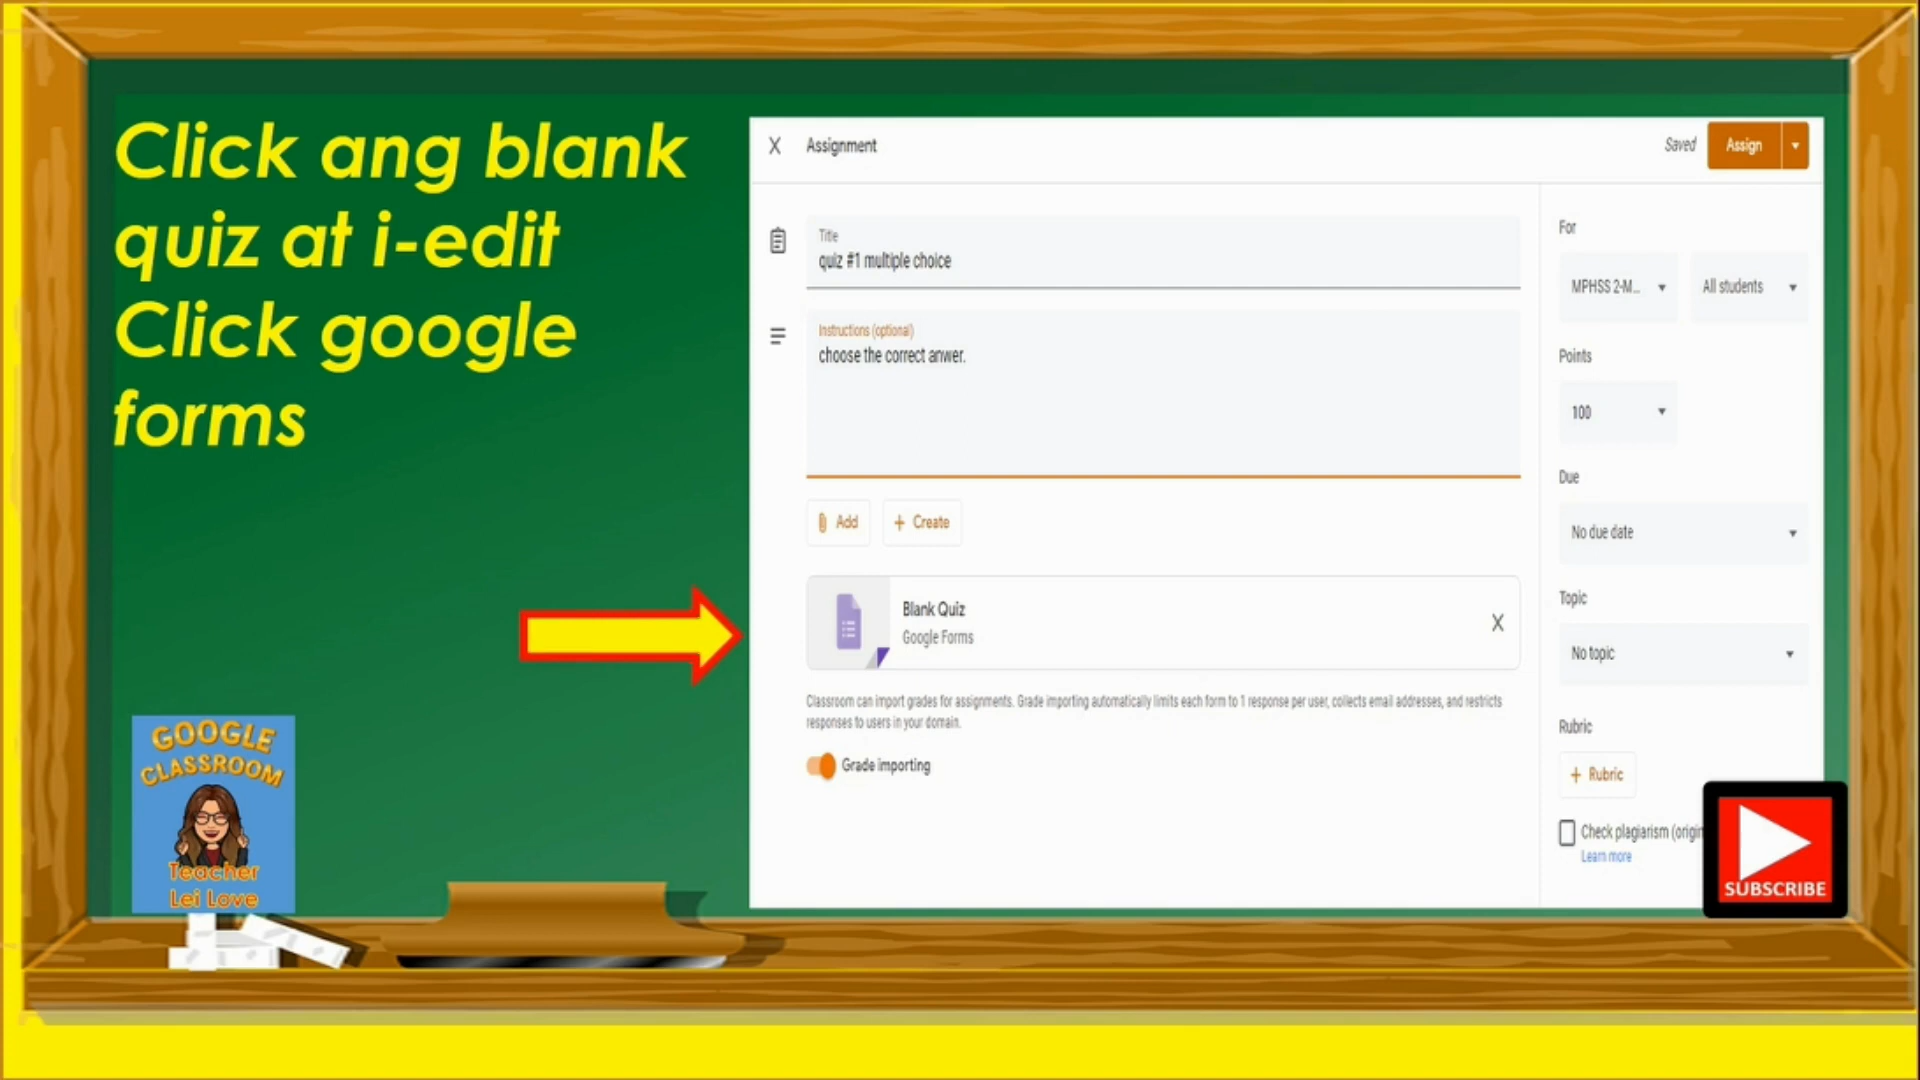 Click ang blank
quiz at i-edit
Click google
forms
X Assignment
Saved
Assign
Title
quiz #1 multiple choice
Instructions (optional)
choose the correct anwer.
Add
+ Create
Blank Quiz
Google Forms
X
Classroom can import grades for assignments. Grade importing automatically limits each form to 1 response per user, collects email addresses, and restricts
responses to users in your domain.
Grade importing
For
MPHSS 2-M...
All students
Points
100
Due
No due date
Topic
No topic
Rubric
+ Rubric
Check plagiarism (origin
Learn more
GOOGLE
CLASSROOM
Teacher
Lei Love
SUBSCRIBE